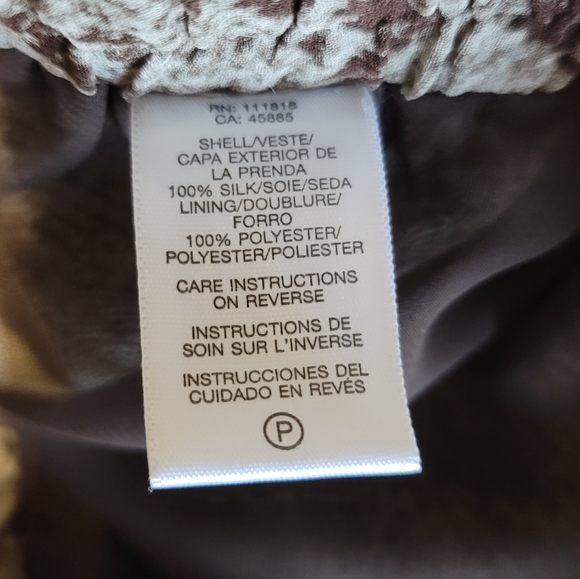 RN: 111818
CA: 45885
SHELL/VESTE/
CAPA EXTERIOR DE
LA PRENDA
100% SILK/SOIE/SEDA
LINING/DOUBLURE/
FORRO
100% POLYESTER/
POLYESTER/POLIESTER
CARE INSTRUCTIONS
ON REVERSE
INSTRUCTIONS DE
SOIN SUR L'INVERSE
INSTRUCCIONES DEL
CUIDADO EN REVÉS
P